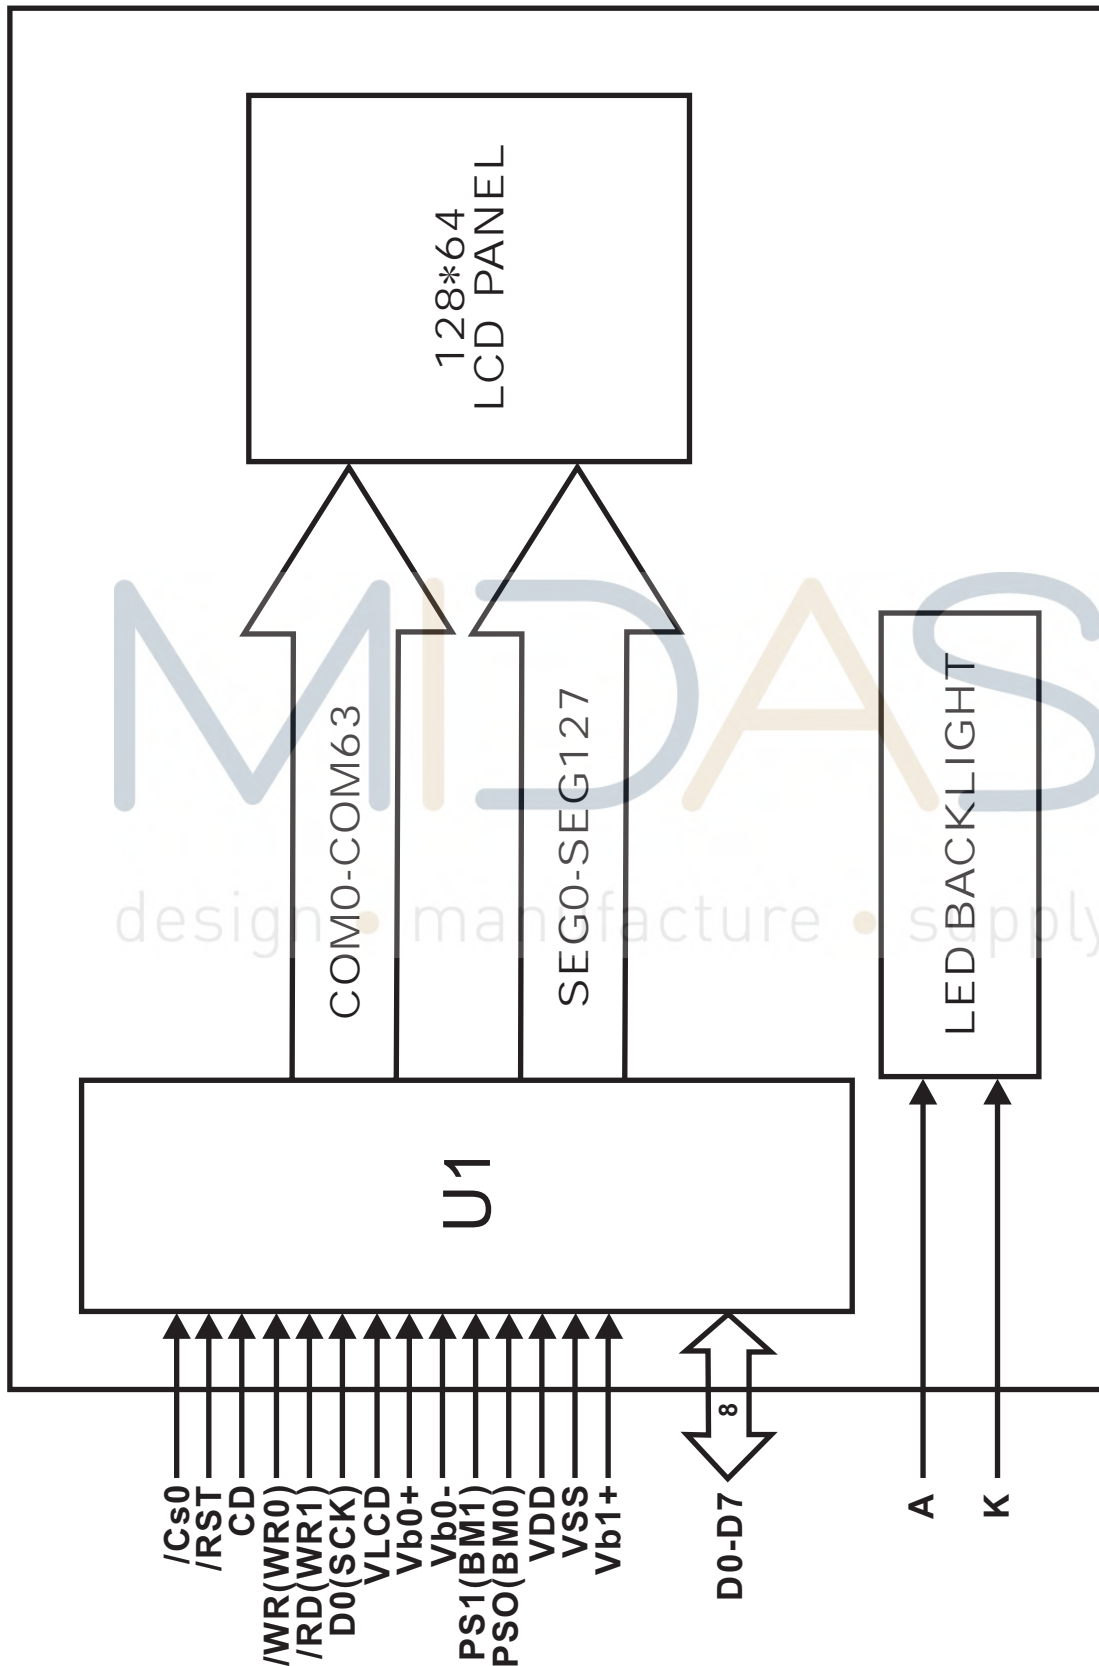 128*64
LCD PANEL
COM0-COM63
SEG0-SEG127
LED BACKLIGHT
U1
/Cs0
/RST
CD
/WR(WR0)
/RD(WR1)
D0(SCK)
VLCD
Vb0+
Vb0-
PS1(BM1)
PSO(BM0)
VDD
VSS
Vb1+
8
D0-D7
A
K
MIDAS
design • manufacture • supply